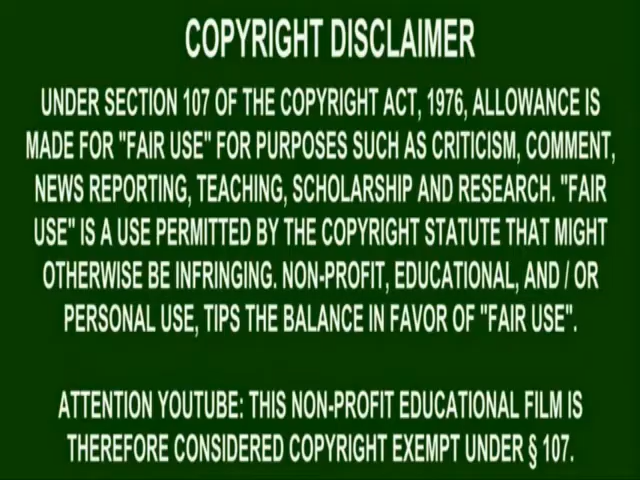 COPYRIGHT DISCLAIMER
UNDER SECTION 107 OF THE COPYRIGHT ACT, 1976, ALLOWANCE IS
MADE FOR "FAIR USE" FOR PURPOSES SUCH AS CRITICISM, COMMENT,
NEWS REPORTING, TEACHING, SCHOLARSHIP AND RESEARCH. "FAIR
USE" IS A USE PERMITTED BY THE COPYRIGHT STATUTE THAT MIGHT
OTHERWISE BE INFRINGING. NON-PROFIT, EDUCATIONAL, AND / OR
PERSONAL USE, TIPS THE BALANCE IN FAVOR OF "FAIR USE".
ATTENTION YOUTUBE: THIS NON-PROFIT EDUCATIONAL FILM IS
THEREFORE CONSIDERED COPYRIGHT EXEMPT UNDER § 107.